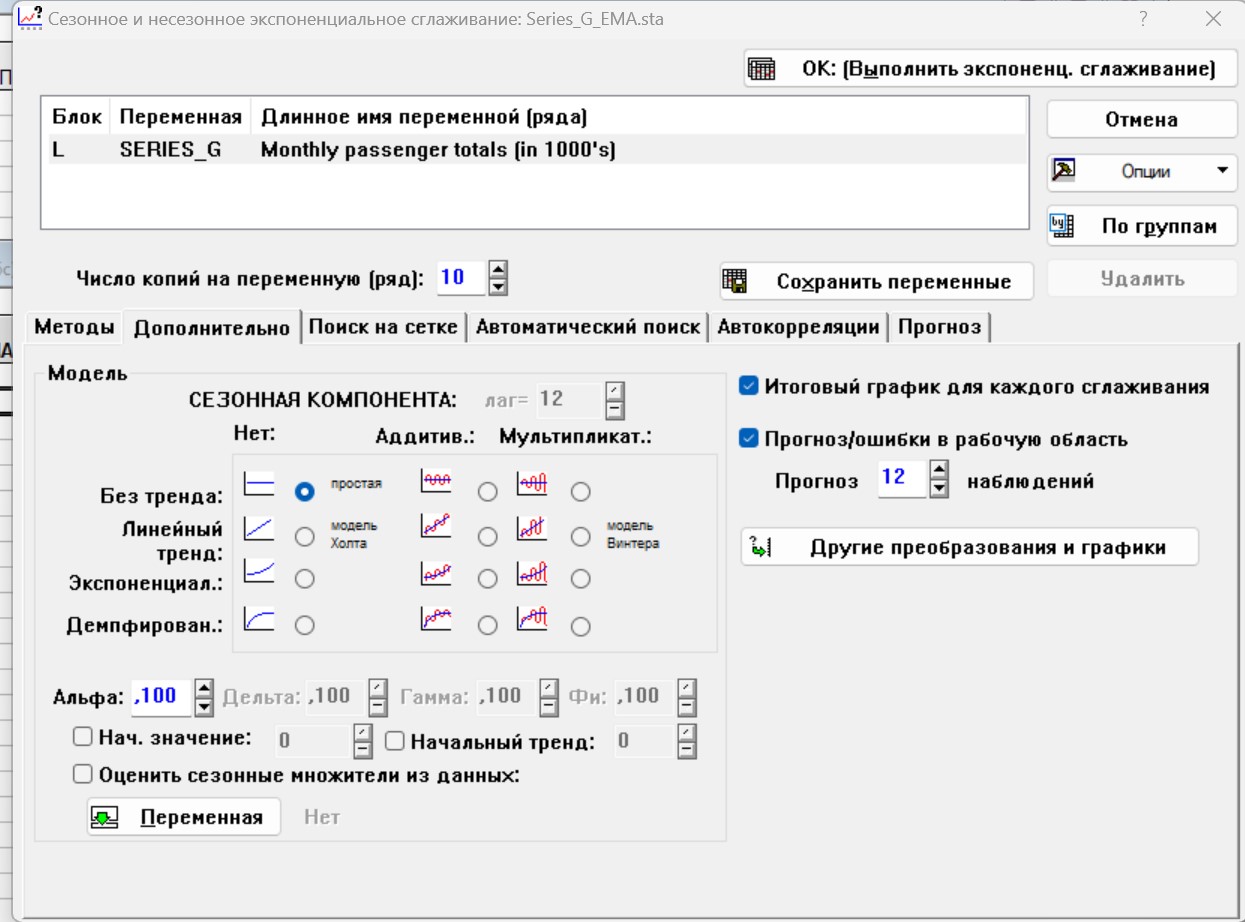 Сезонное и несезонное экспоненциальное сглаживание: Series_G_EMA.sta
?
OK: (Выполнить экспоненц. сглаживание)
Блок Переменная Длинное имя переменной (ряда)
L SERIES_G Monthly passenger totals (in 1000's)
Отмена
Опции
По группам
Число копий на переменную (ряд): 10
Сохранить переменные
Удалить
Методы Дополнительно Поиск на сетке Автоматический поиск Автокорреляции Прогноз
Модель
СЕЗОННАЯ КОМПОНЕНТА: лаг= 12
Нет: Аддитив.: Мультипликат.:
Без тренда: простая
Линейный
тренд:
модель
Холта
модель
Винтера
Экспоненциал.:
Демпфирован.:
Альфа: ,100 Дельта: ,100 Гамма: ,100 Фи: ,100
Нач. значение: 0 Начальный тренд: 0
Оценить сезонные множители из данных:
Переменная Нет
Итоговый график для каждого сглаживания
Прогноз/ошибки в рабочую область
Прогноз 12 наблюдений
Другие преобразования и графики